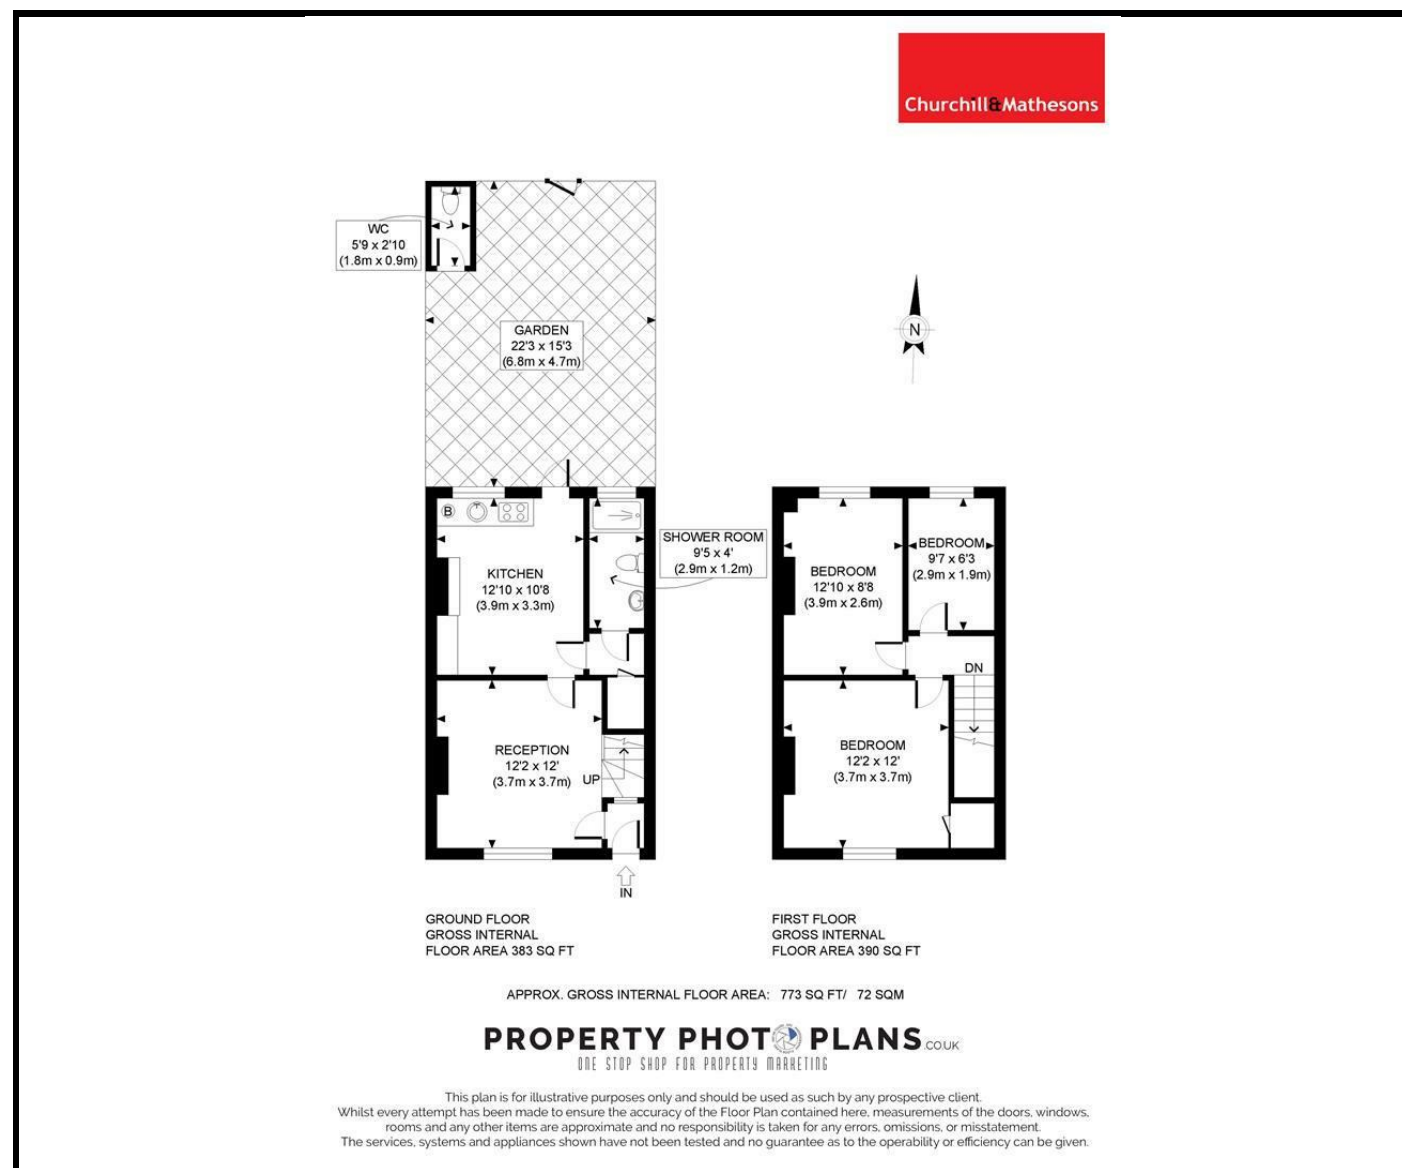 Churchill&Mathesons
WC
5'9 x 2'10
(1.8m x 0.9m)
GARDEN
22'3 x 15'3
(6.8m x 4.7m)
N
B
KITCHEN
12'10 x 10'8
(3.9m x 3.3m)
SHOWER ROOM
9'5 x 4'
(2.9m x 1.2m)
BEDROOM
12'10 x 8'8
(3.9m x 2.6m)
BEDROOM
9'7 x 6'3
(2.9m x 1.9m)
DN
RECEPTION
12'2 x 12'
(3.7m x 3.7m)
UP
BEDROOM
12'2 x 12'
(3.7m x 3.7m)
IN
GROUND FLOOR
GROSS INTERNAL
FLOOR AREA 383 SQ FT
FIRST FLOOR
GROSS INTERNAL
FLOOR AREA 390 SQ FT
APPROX. GROSS INTERNAL FLOOR AREA: 773 SQ FT/ 72 SQM
PROPERTY PHOTO PLANS.CO.UK
ONE STOP SHOP FOR PROPERTY MARKETING
This plan is for illustrative purposes only and should be used as such by any prospective client.
Whilst every attempt has been made to ensure the accuracy of the Floor Plan contained here, measurements of the doors, windows,
rooms and any other items are approximate and no responsibility is taken for any errors, omissions, or misstatement.
The services, systems and appliances shown have not been tested and no guarantee as to the operability or efficiency can be given.